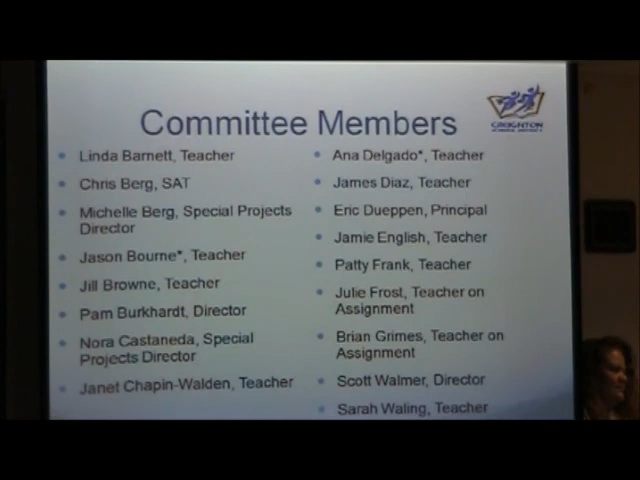 Committee Members
CREIGHTON
Linda Barnett, Teacher
Chris Berg, SAT
Michelle Berg, Special Projects
Director
Jason Bourne*, Teacher
Jill Browne, Teacher
Pam Burkhardt, Director
Nora Castaneda, Special
Projects Director
Janet Chapin-Walden, Teacher
Ana Delgado*, Teacher
James Diaz, Teacher
Eric Dueppen, Principal
Jamie English, Teacher
Patty Frank, Teacher
Julie Frost, Teacher on
Assignment
Brian Grimes, Teacher on
Assignment
Scott Walmer, Director
Sarah Waling, Teacher